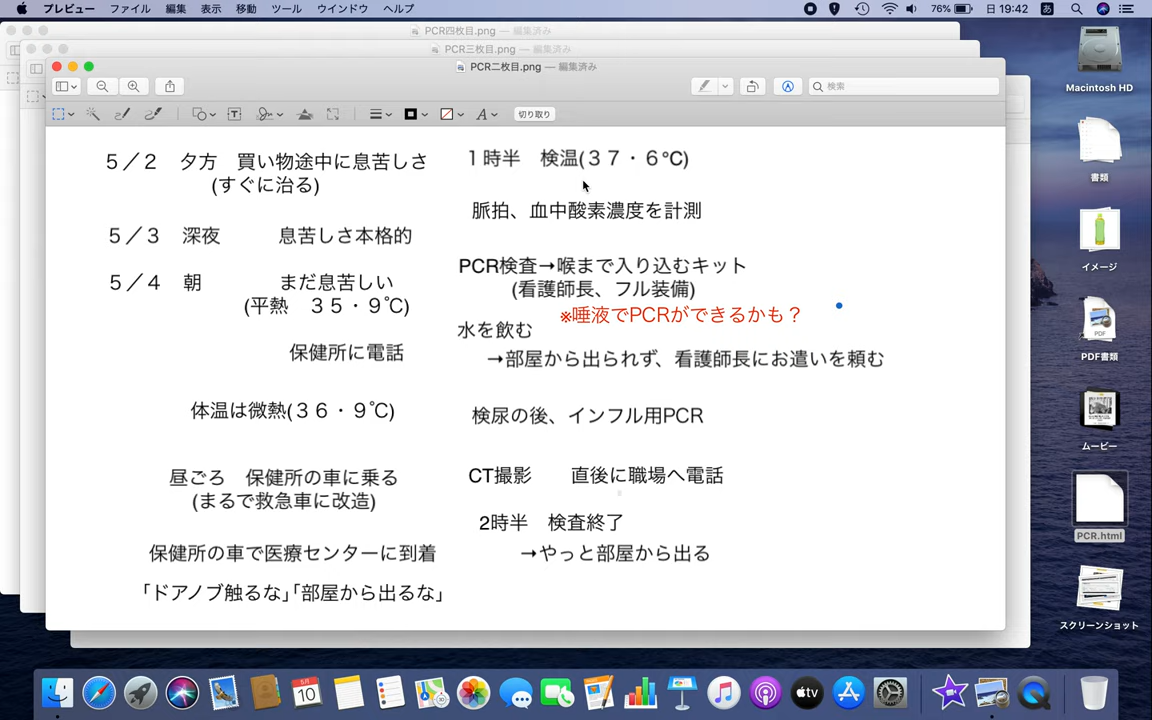 プレビュー ファイル 編集 表示 移動 ツール ウインドウ ヘルプ
76% 日 19:42 あ
PCR四枚目.png — 編集済み
PCR三枚目.png — 編集済み
PCR二枚目.png — 編集済み
検索
切り取り
5／2 夕方 買い物途中に息苦しさ
(すぐに治る)
5／3 深夜 息苦しさ本格的
5／4 朝 まだ息苦しい
(平熱 35・9℃)
保健所に電話
体温は微熱(36・9℃)
昼ごろ 保健所の車に乗る
(まるで救急車に改造)
保健所の車で医療センターに到着
「ドアノブ触るな」「部屋から出るな」
1時半 検温(37・6℃)
脈拍、血中酸素濃度を計測
PCR検査→喉まで入り込むキット
(看護師長、フル装備)
※唾液でPCRができるかも？
水を飲む
→部屋から出られず、看護師長にお遣いを頼む
検尿の後、インフル用PCR
CT撮影 直後に職場へ電話
2時半 検査終了
→やっと部屋から出る
Macintosh HD
書類
イメージ
PDF
PDF書類
ムービー
PCR.html
スクリーンショット
5月
10
tv